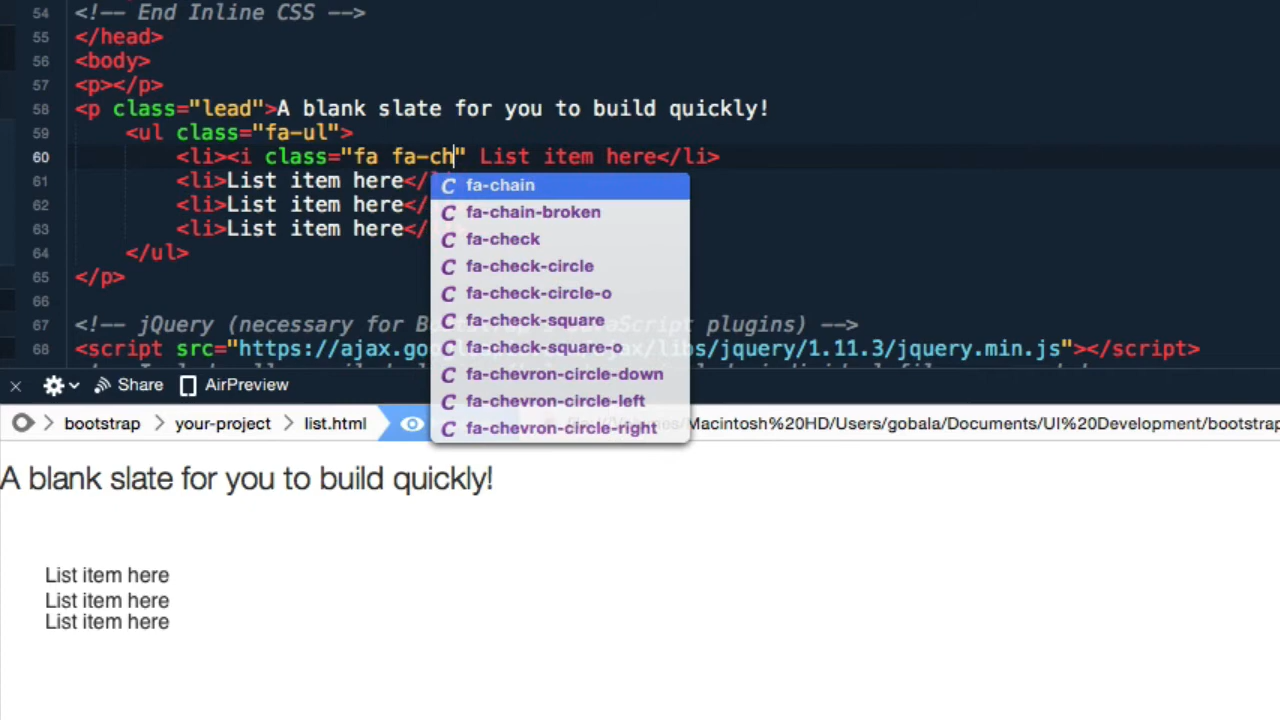 54 <!-- End Inline CSS -->
55 </head>
56 <body>
57 <p></p>
58 <p class="lead">A blank slate for you to build quickly!
59 <ul class="fa-ul">
60 <li><i class="fa fa-ch" List item here</li>
61 <li>List item here</
62 <li>List item here</
63 <li>List item here</
64 </ul>
65 </p>
66
67 <!-- jQuery (necessary for Bootstrap's JavaScript plugins) -->
68 <script src="https://ajax.go ajax/libs/jquery/1.11.3/jquery.min.js"></script>
C fa-chain
C fa-chain-broken
C fa-check
C fa-check-circle
C fa-check-circle-o
C fa-check-square
C fa-check-square-o
C fa-chevron-circle-down
C fa-chevron-circle-left
C fa-chevron-circle-right
Share AirPreview
bootstrap your-project list.html Macintosh%20HD/Users/gobala/Documents/UI%20Development/bootstrap
A blank slate for you to build quickly!
List item here
List item here
List item here